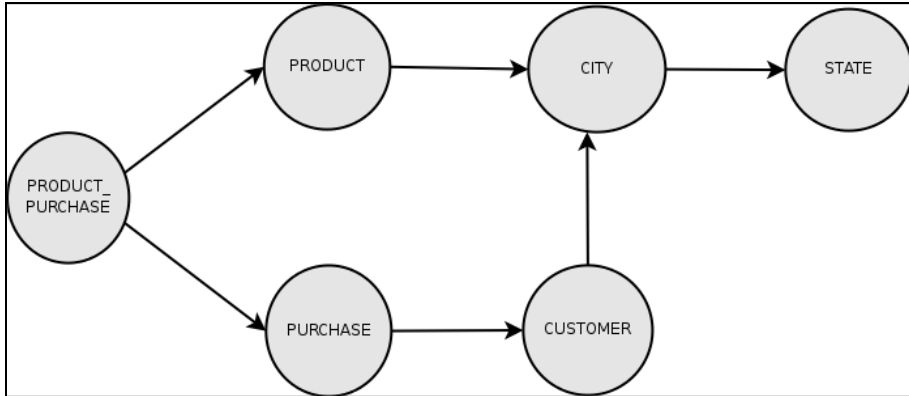 PRODUCT
CITY
STATE
PRODUCT_
PURCHASE
PURCHASE
CUSTOMER